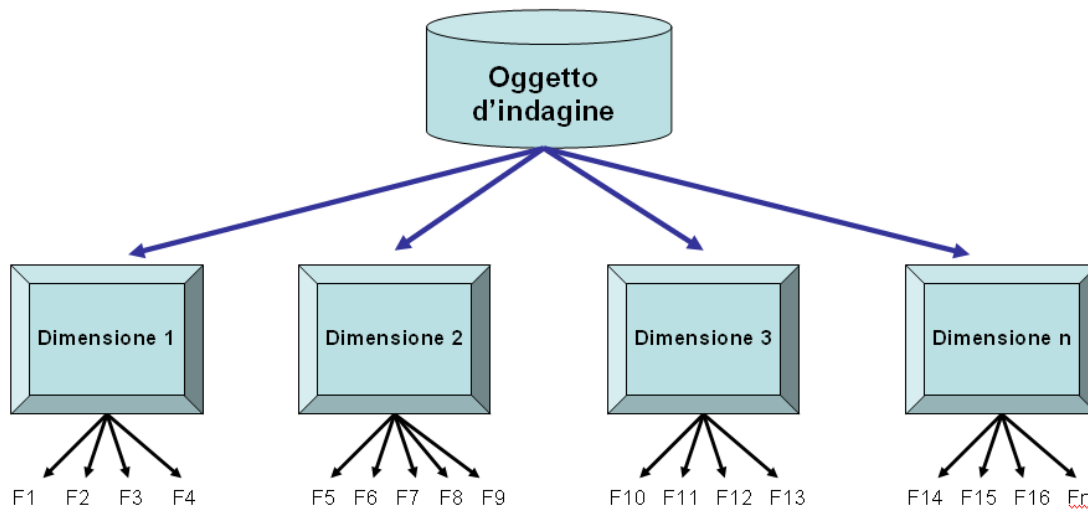 Oggetto
d'indagine
Dimensione 1 Dimensione 2 Dimensione 3 Dimensione n
F1 F2 F3 F4 F5 F6 F7 F8 F9 F10 F11 F12 F13 F14 F15 F16 Fn